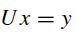 Ux = y